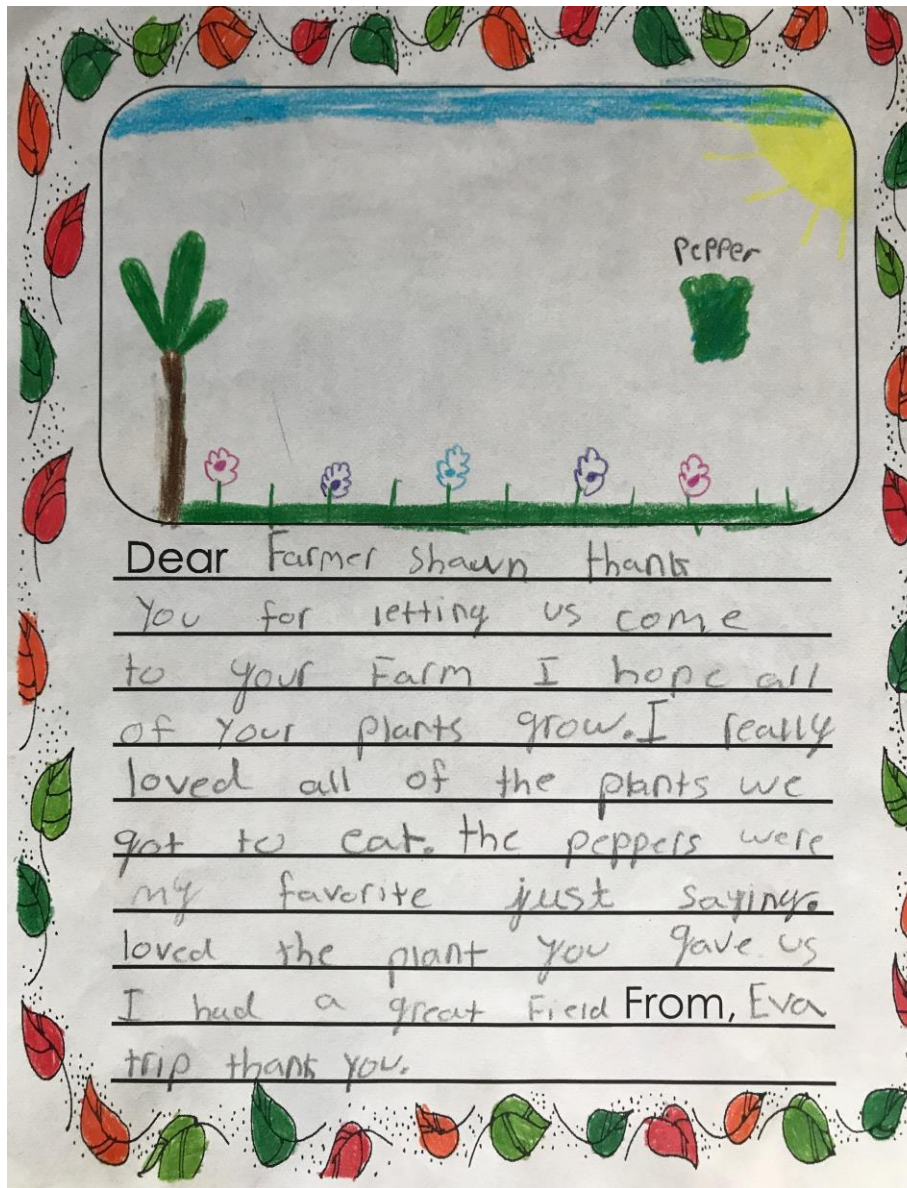 pepper
Dear Farmer shawn thank
you for letting us come
to your Farm I hope all
of your plants grow. I really
loved all of the plants we
got to eat. the peppers were
my favorite just saying.
loved the plant you gave us
I had a great Field From, Eva
trip thank you.